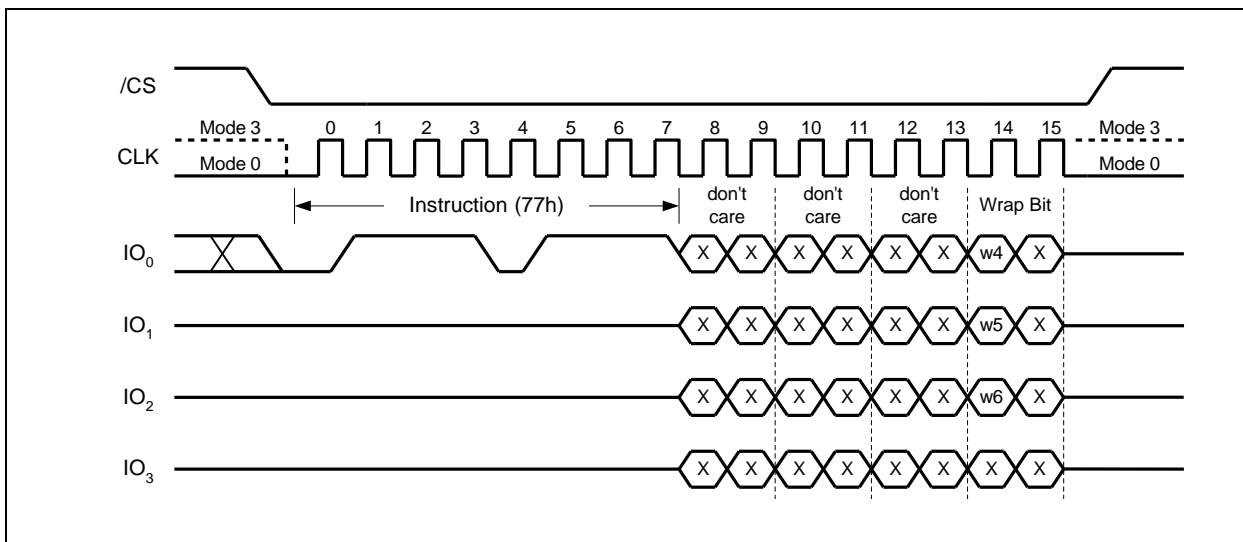 /CS
Mode 3 0 1 2 3 4 5 6 7 8 9 10 11 12 13 14 15 Mode 3
CLK
Mode 0 Mode 0
Instruction (77h) don't care don't care don't care Wrap Bit
IO0 X X X X X X w4 X
IO1 X X X X X X w5 X
IO2 X X X X X X w6 X
IO3 X X X X X X X X